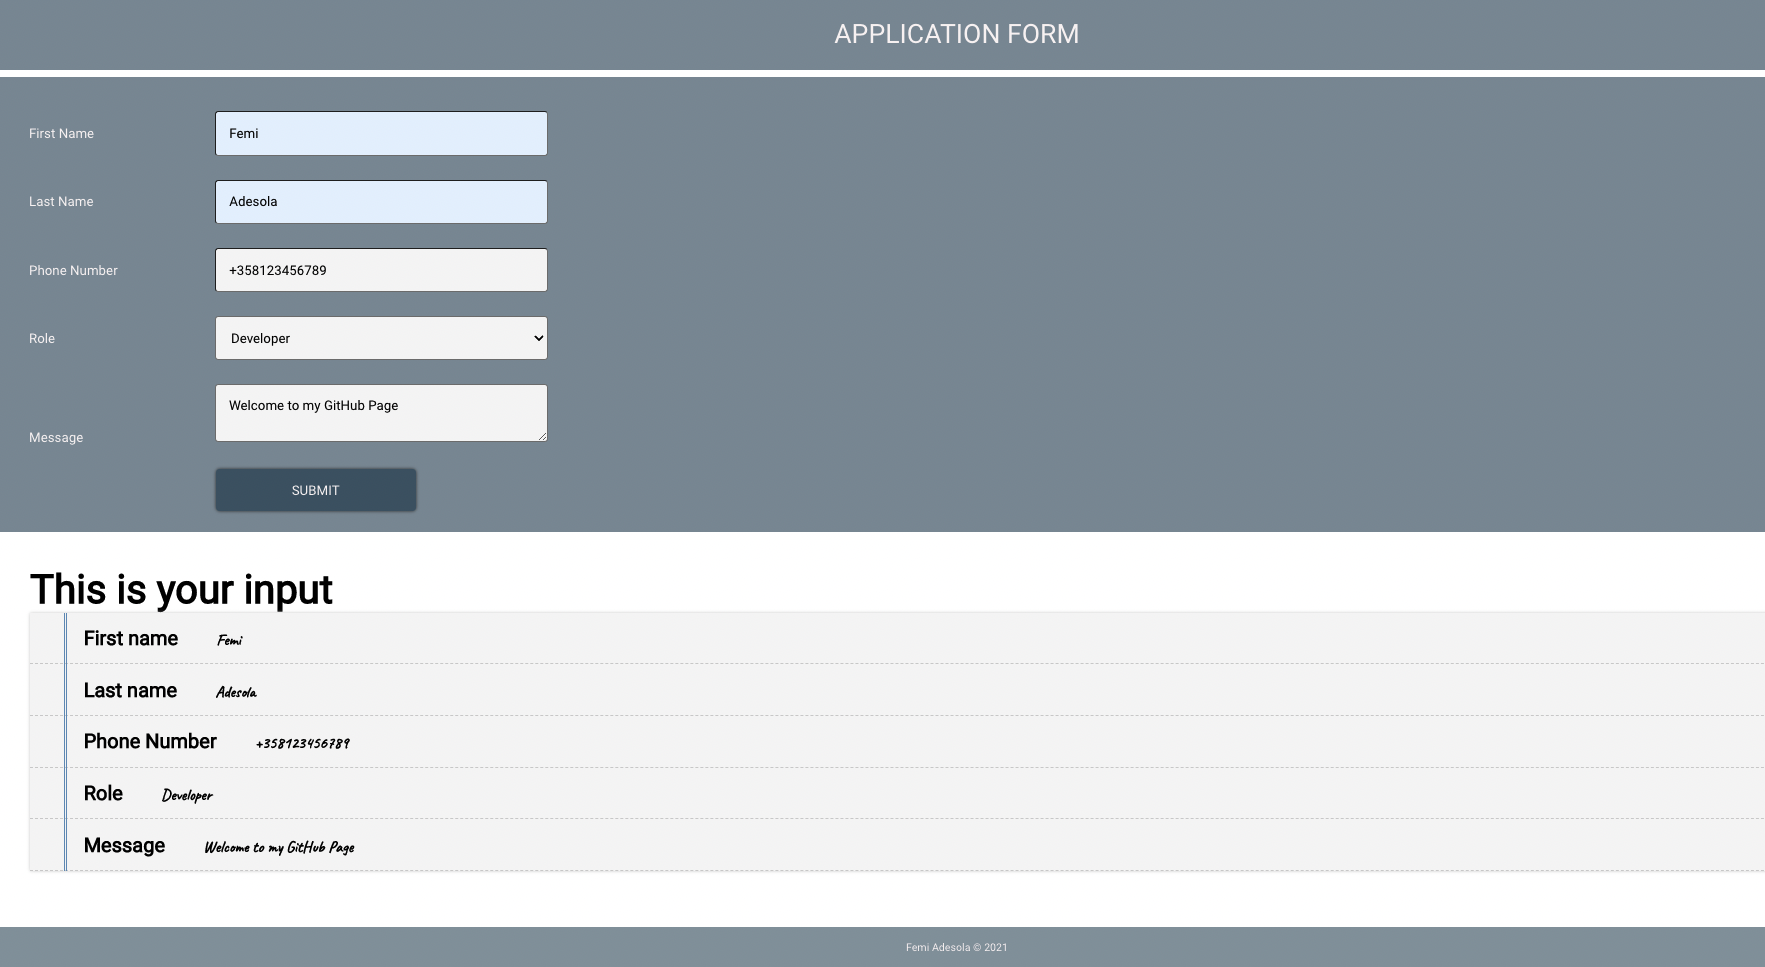 APPLICATION FORM
First Name
Femi
Last Name
Adesola
Phone Number
+358123456789
Role
Developer
Message
Welcome to my GitHub Page
SUBMIT
This is your input
First name Femi
Last name Adesola
Phone Number +358123456789
Role Developer
Message Welcome to my GitHub Page
Femi Adesola © 2021